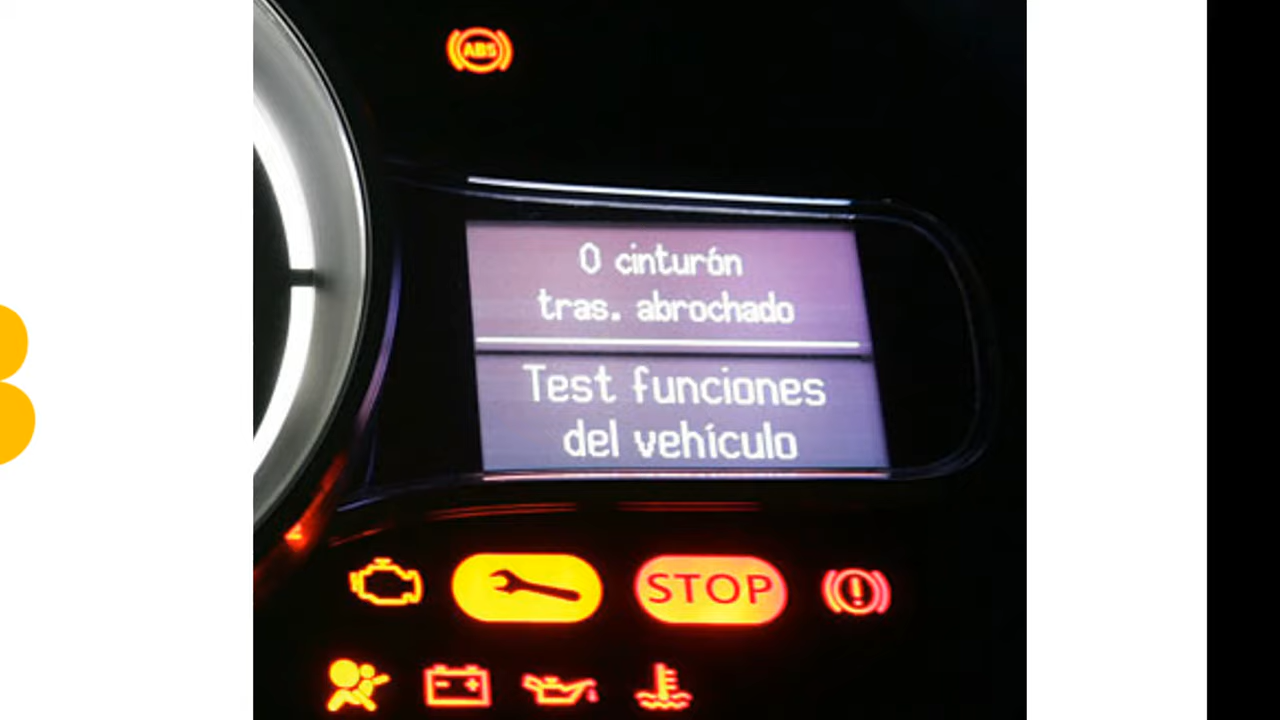 ABS
0 cinturón
tras. abrochado
Test funciones
del vehículo
STOP